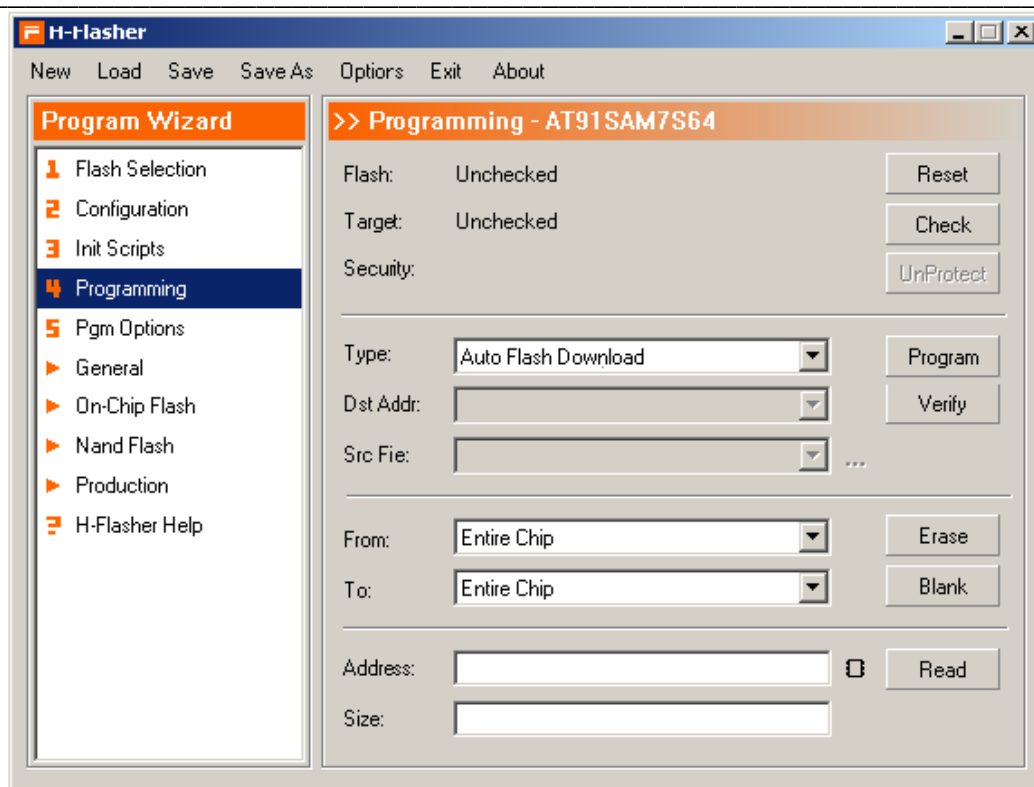 H-Flasher
New Load Save Save As Options Exit About
Program Wizard
1 Flash Selection
2 Configuration
3 Init Scripts
4 Programming
5 Pgm Options
General
On-Chip Flash
Nand Flash
Production
? H-Flasher Help
>> Programming - AT91SAM7S64
Flash: Unchecked Reset
Target: Unchecked Check
Security: UnProtect
Type: Auto Flash Download Program
Dst Addr: Verify
Src Fie: ...
From: Entire Chip Erase
To: Entire Chip Blank
Address: Read
Size: